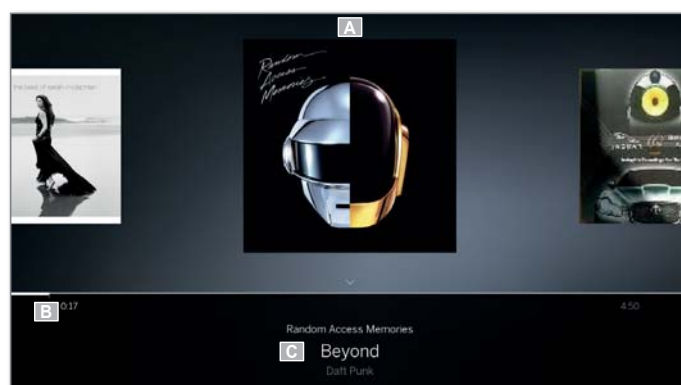 A
Random
Access
Memories
the best of sarah mclachlan
B
0:17
4:50
Random Access Memories
C
Beyond
Daft Punk